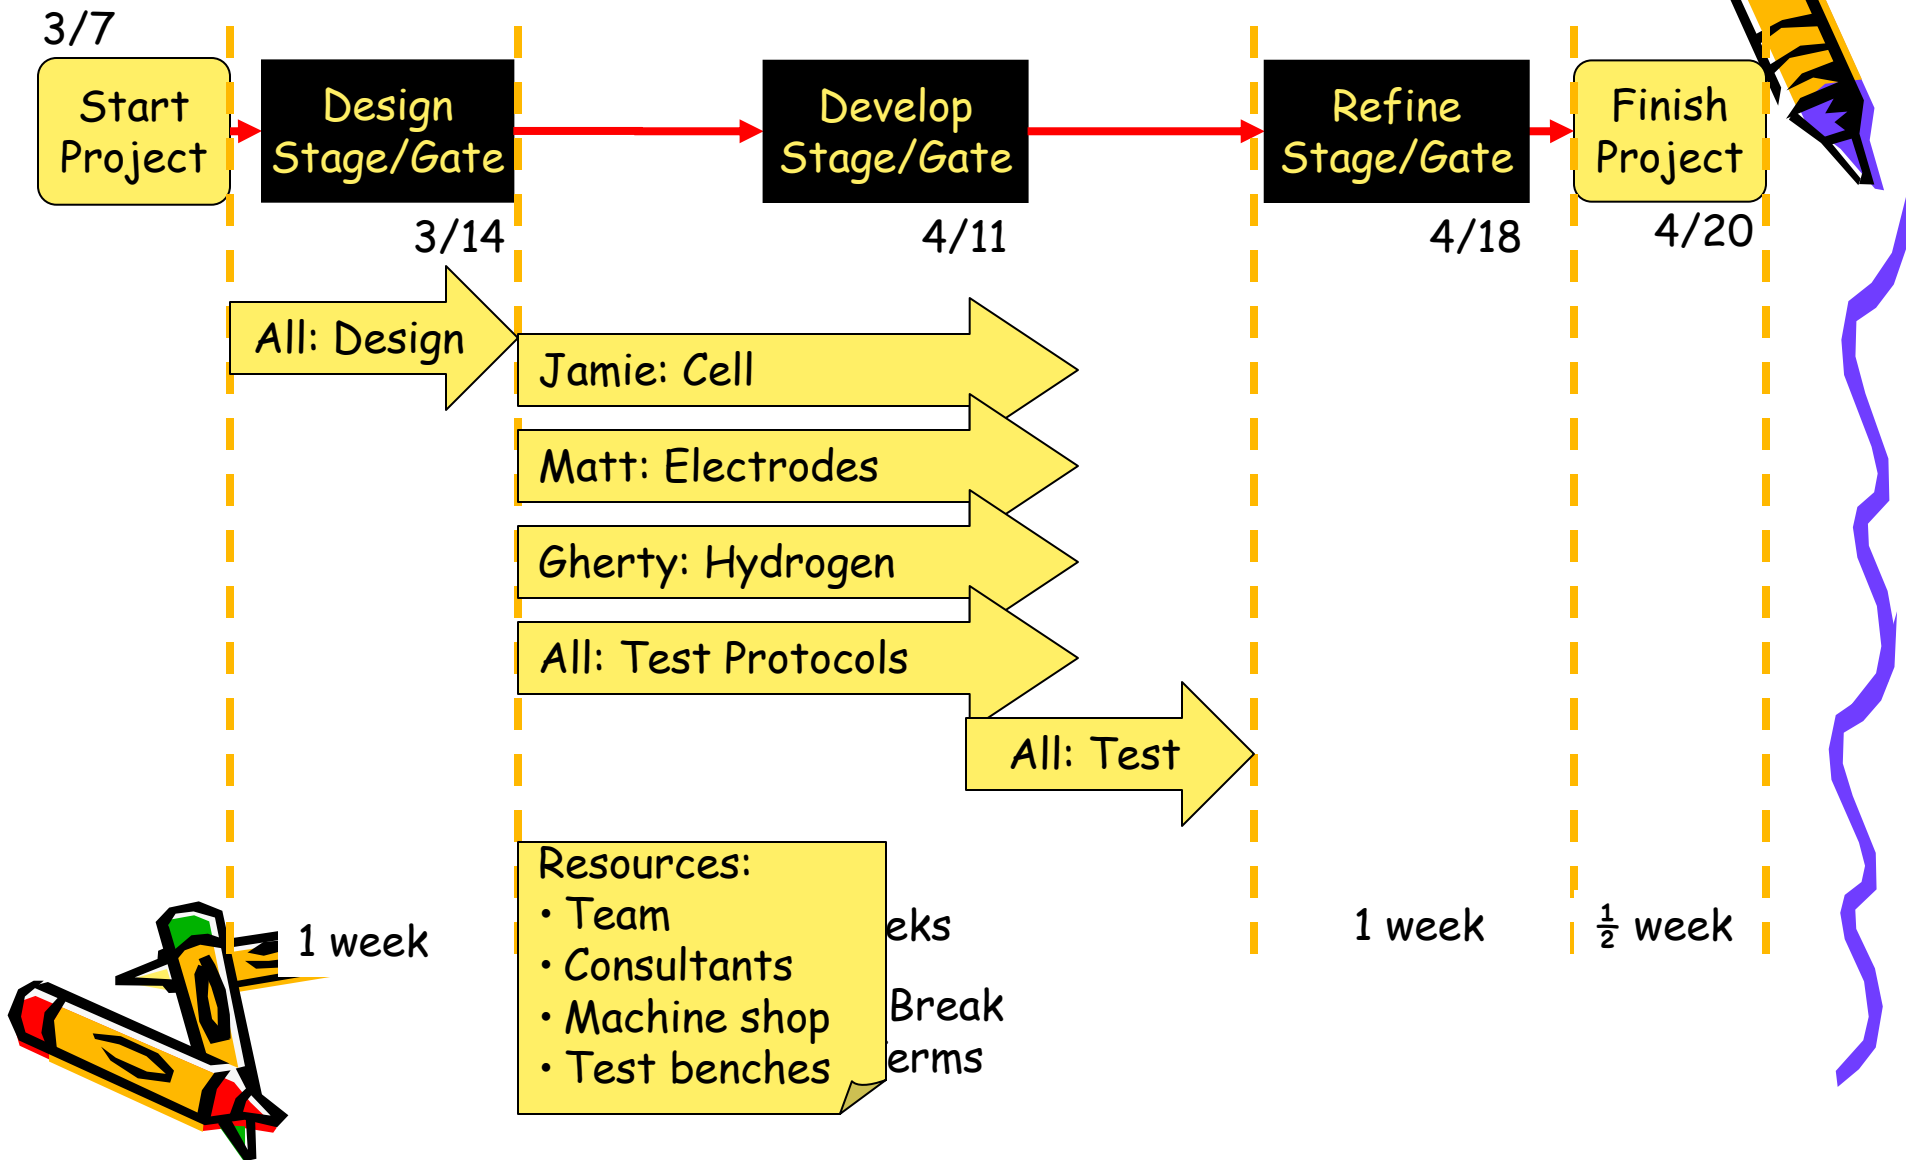 3/7
Start
Project
Design
Stage/Gate
Develop
Stage/Gate
Refine
Stage/Gate
Finish
Project
3/14
4/11
4/18
4/20
All: Design
Jamie: Cell
Matt: Electrodes
Gherty: Hydrogen
All: Test Protocols
All: Test
Resources:
• Team
• Consultants
• Machine shop
• Test benches
eks
Break
erms
1 week
1 week
½ week